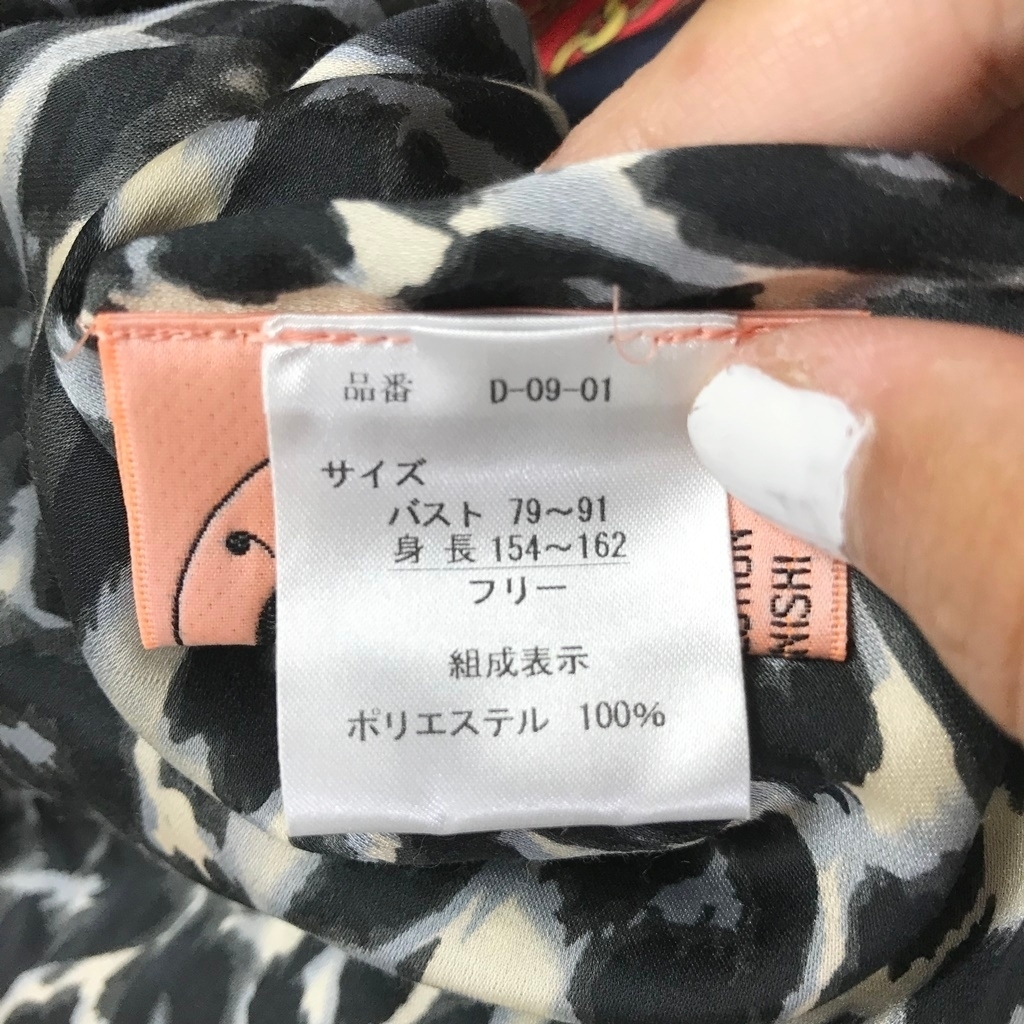 品番 D-09-01
サイズ
バスト 79～91
身長 154～162
フリー
組成表示
ポリエステル 100%